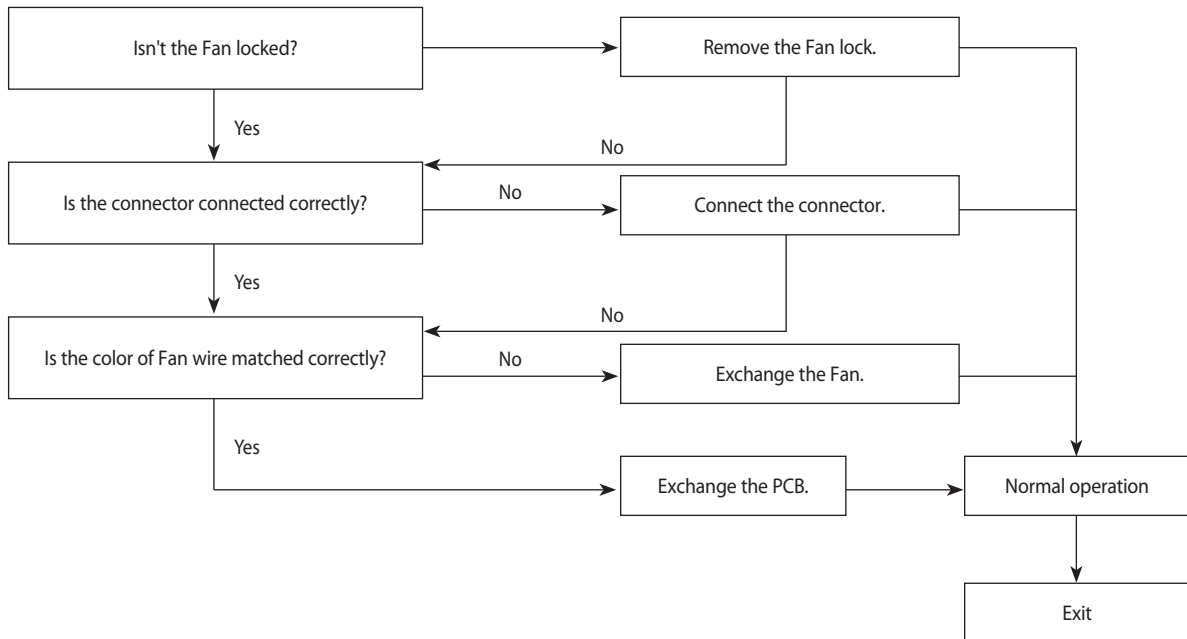 Isn't the Fan locked?
Remove the Fan lock.
Yes
No
Is the connector connected correctly?
No
Connect the connector.
Yes
No
Is the color of Fan wire matched correctly?
No
Exchange the Fan.
Yes
Exchange the PCB.
Normal operation
Exit